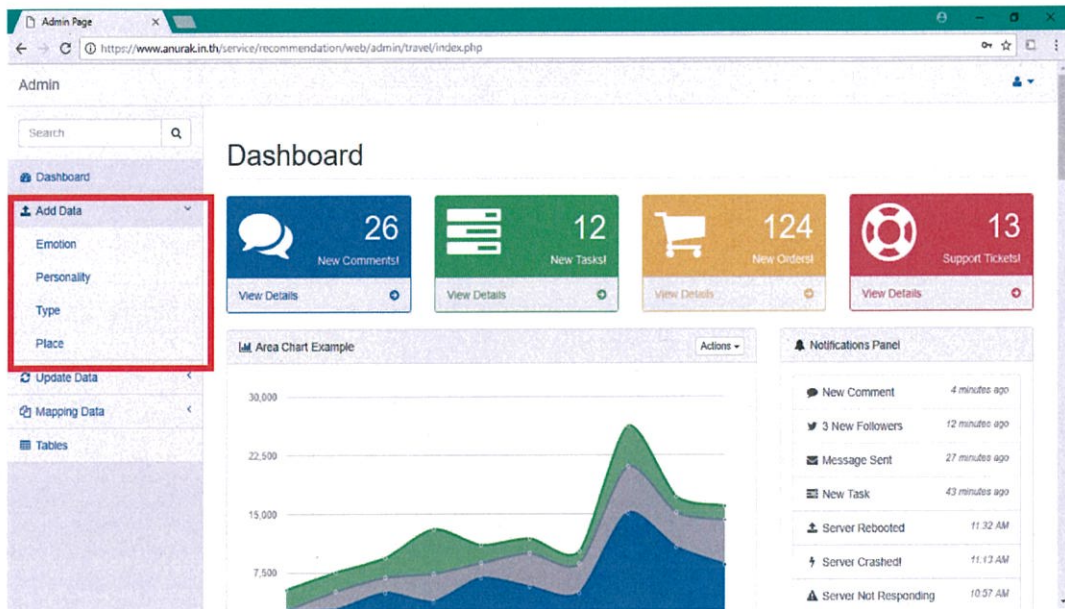 Admin Page
https://www.anurak.in.th/service/recommendation/web/admin/travel/index.php
Admin
Search
Dashboard
Add Data
Emotion
Personality
Type
Place
Update Data
Mapping Data
Tables
Dashboard
26
New Comments!
View Details
12
New Tasks!
View Details
124
New Orders!
View Details
13
Support Tickets!
View Details
Area Chart Example
Actions
30,000
22,500
15,000
7,500
Notifications Panel
New Comment 4 minutes ago
3 New Followers 12 minutes ago
Message Sent 27 minutes ago
New Task 43 minutes ago
Server Rebooted 11:32 AM
Server Crashed! 11:13 AM
Server Not Responding 10:57 AM